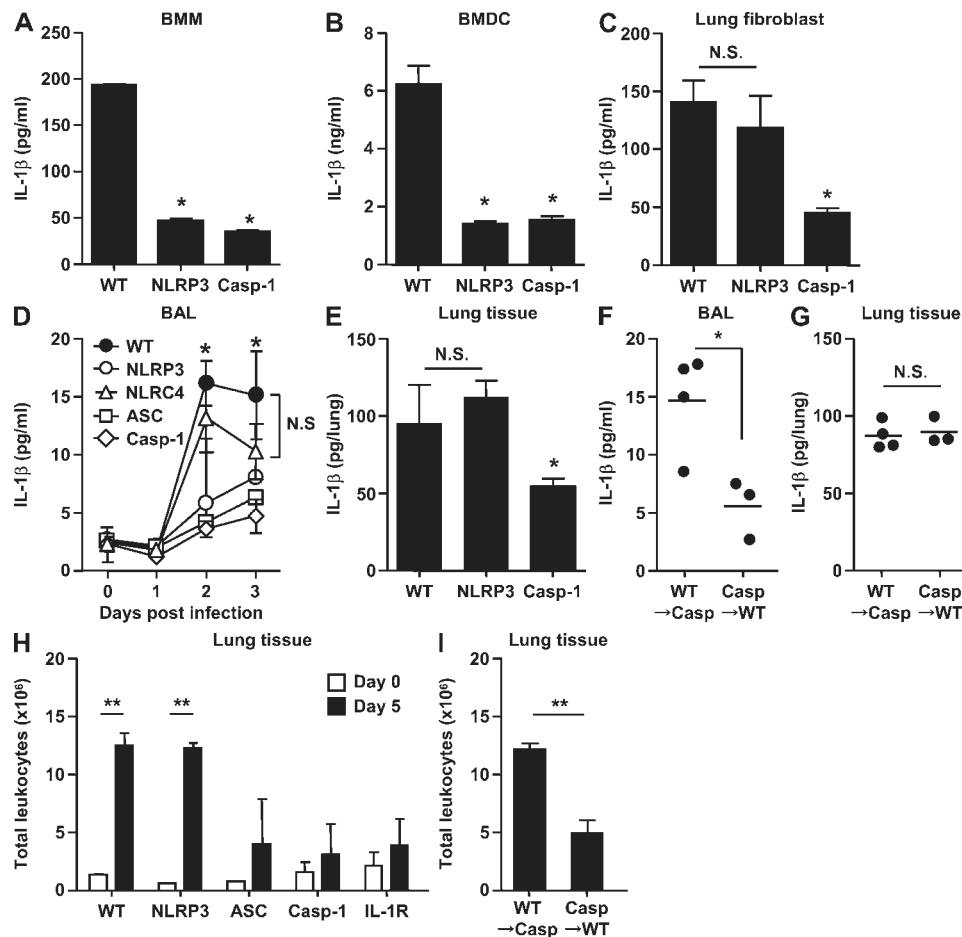 A
BMM
IL-1β (pg/ml)
250
200
150
100
50
0
*
*
WT NLRP3 Casp-1
B
BMDC
IL-1β (ng/ml)
8
6
4
2
0
*
*
WT NLRP3 Casp-1
C
Lung fibroblast
IL-1β (pg/ml)
200
150
100
50
0
N.S.
*
WT NLRP3 Casp-1
D
BAL
IL-1β (pg/ml)
20
15
10
5
0
WT
NLRP3
NLRC4
ASC
Casp-1
*
*
N.S
0 1 2 3
Days post infection
E
Lung tissue
IL-1β (pg/lung)
150
100
50
0
N.S.
*
WT NLRP3 Casp-1
F
BAL
IL-1β (pg/ml)
20
15
10
5
0
*
WT Casp
→Casp →WT
G
Lung tissue
IL-1β (pg/lung)
150
100
50
0
N.S.
WT Casp
→Casp →WT
H
Lung tissue
Total leukocytes (x10⁶)
20
15
10
5
0
Day 0
Day 5
**
**
WT NLRP3 ASC Casp-1 IL-1R
I
Lung tissue
Total leukocytes (x10⁶)
20
15
10
5
0
**
WT Casp
→Casp →WT